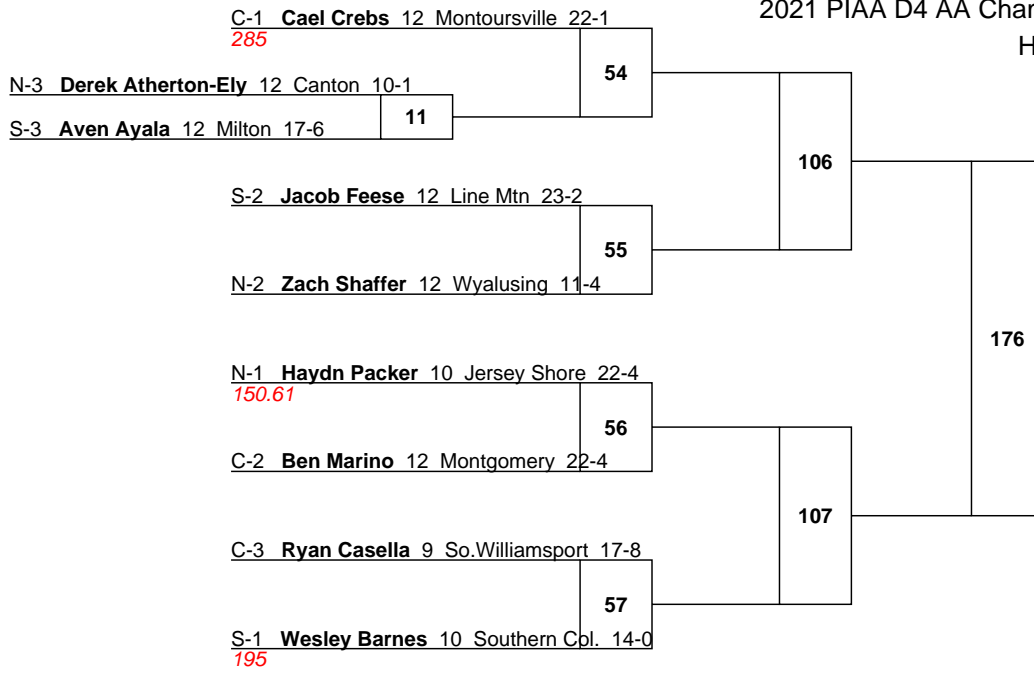 C-1 Cael Crebs 12 Montoursville 22-1
2021 PIAA D4 AA Char
285
H
54
N-3 Derek Atherton-Ely 12 Canton 10-1
11
S-3 Aven Ayala 12 Milton 17-6
106
S-2 Jacob Feese 12 Line Mtn 23-2
55
N-2 Zach Shaffer 12 Wyalusing 11-4
176
N-1 Haydn Packer 10 Jersey Shore 22-4
150.61
56
C-2 Ben Marino 12 Montgomery 22-4
107
C-3 Ryan Casella 9 So.Williamsport 17-8
57
S-1 Wesley Barnes 10 Southern Col. 14-0
195